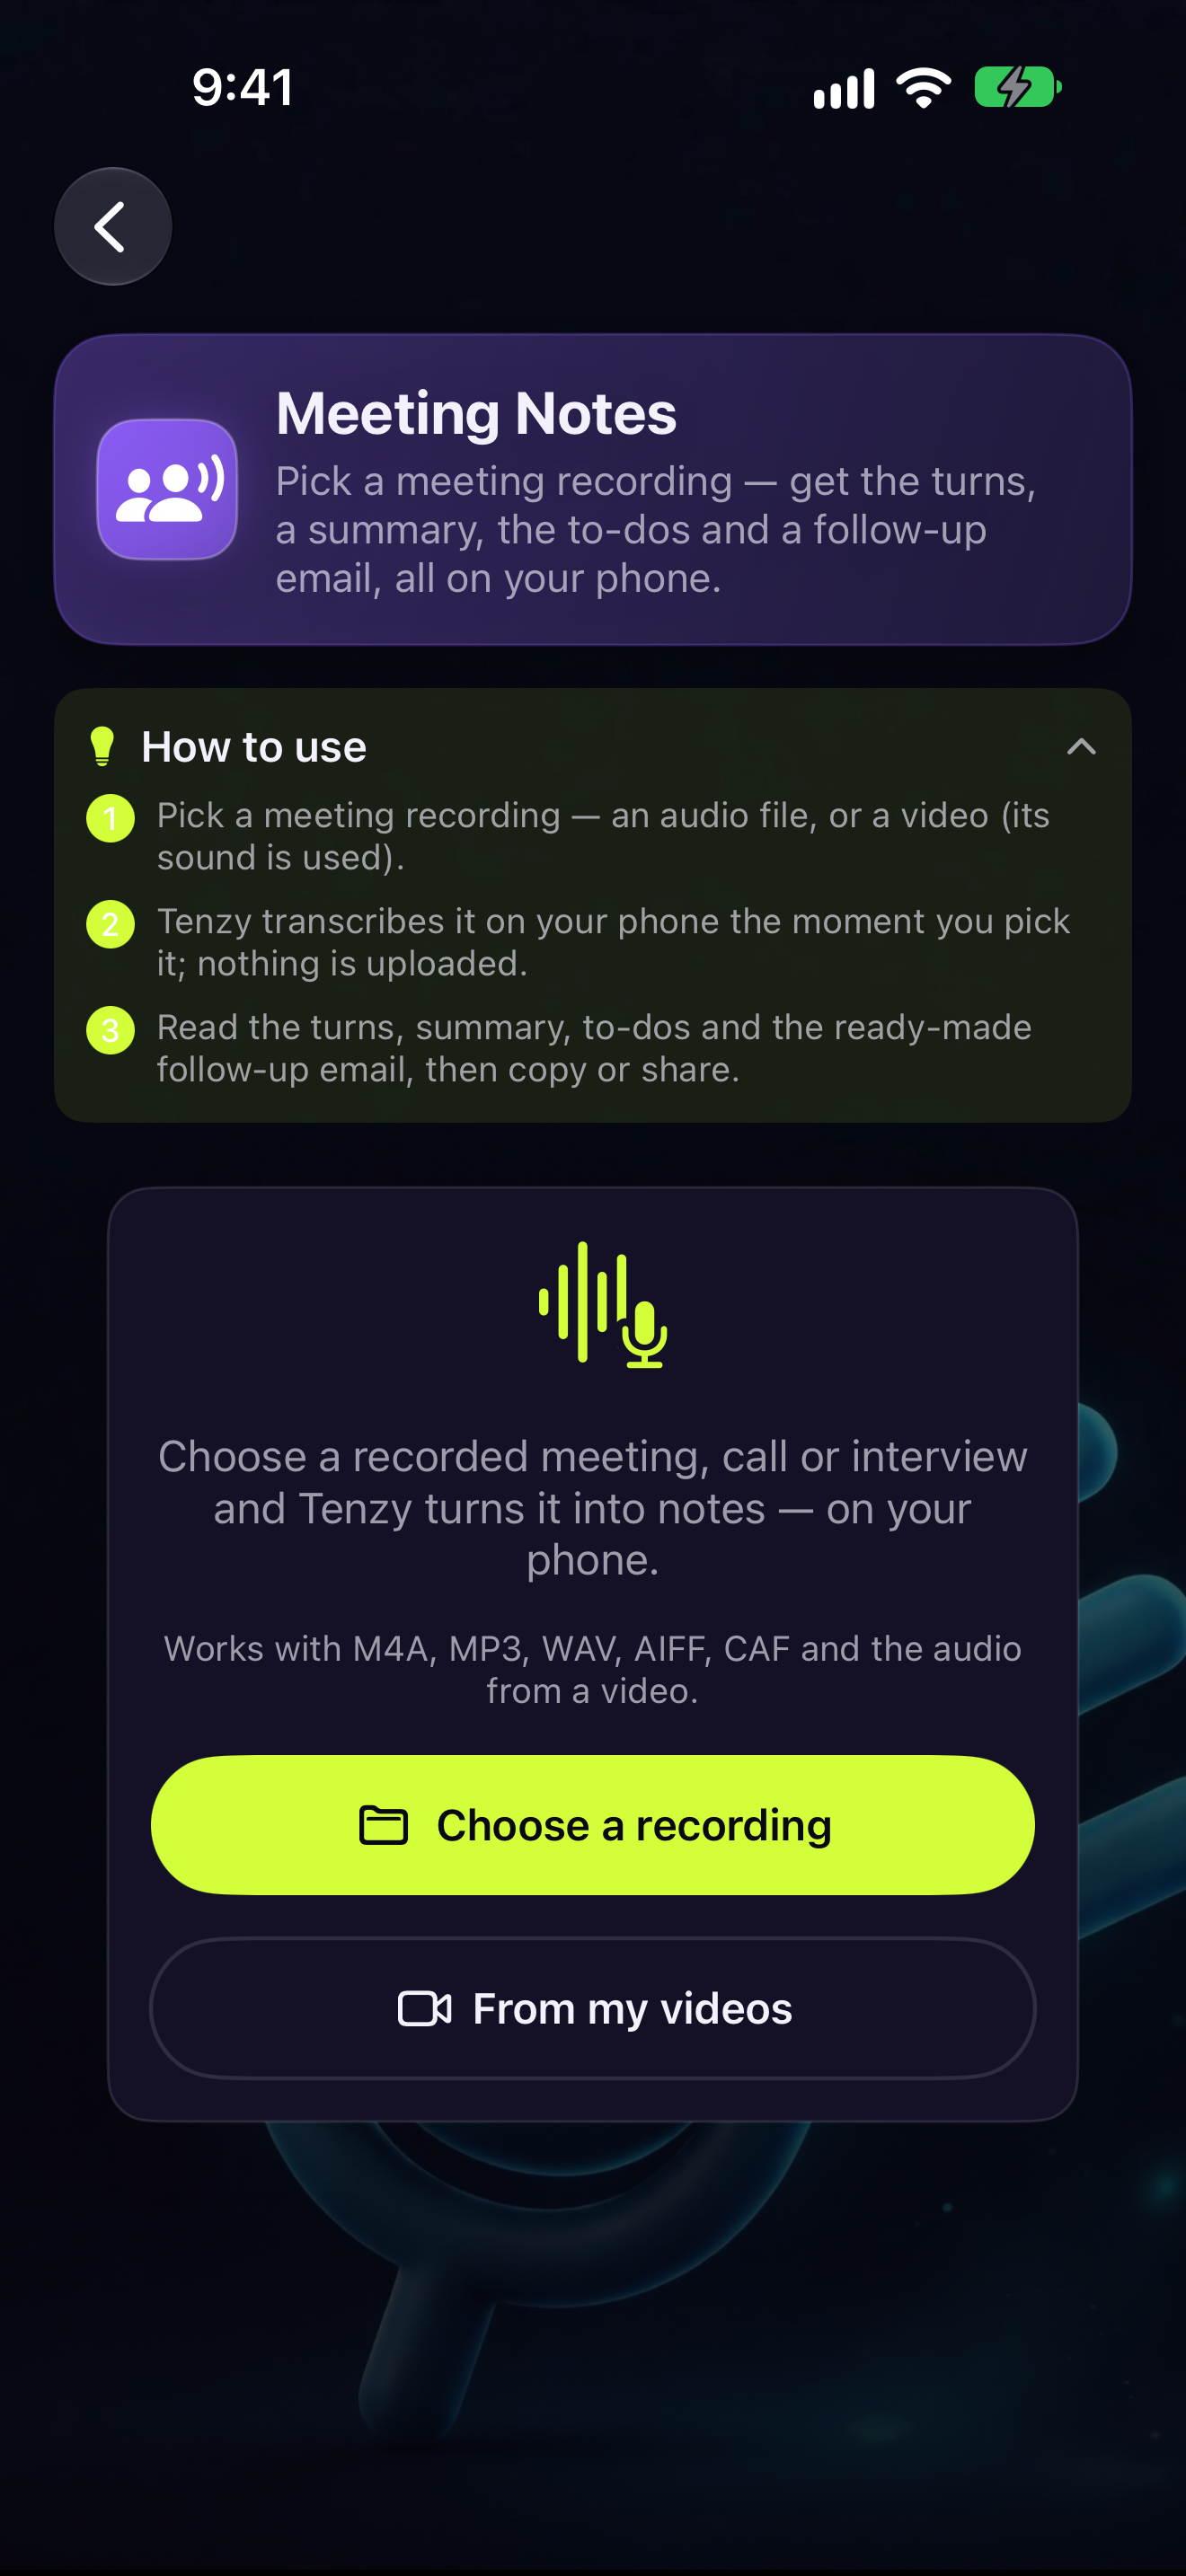 9:41
Meeting Notes
Pick a meeting recording — get the turns,
a summary, the to-dos and a follow-up
email, all on your phone.
How to use
1 Pick a meeting recording — an audio file, or a video (its
sound is used).
2 Tenzy transcribes it on your phone the moment you pick
it; nothing is uploaded.
3 Read the turns, summary, to-dos and the ready-made
follow-up email, then copy or share.
Choose a recorded meeting, call or interview
and Tenzy turns it into notes — on your
phone.
Works with M4A, MP3, WAV, AIFF, CAF and the audio
from a video.
Choose a recording
From my videos